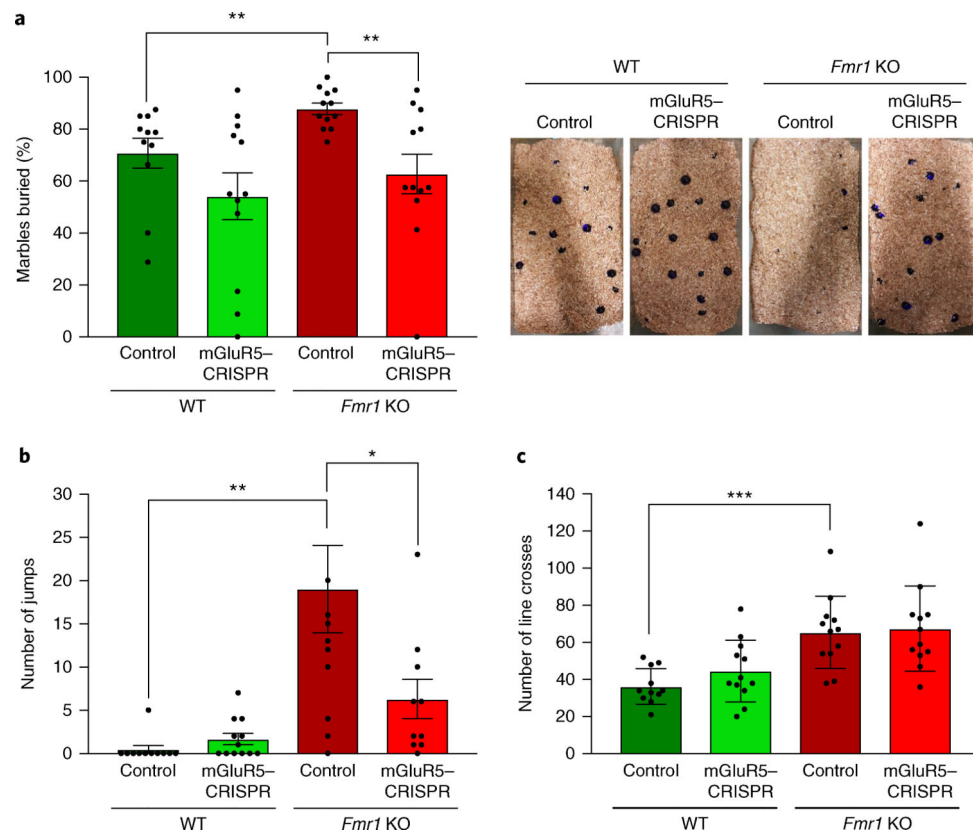 a
**
**
100
80
60
40
20
0
Marbles buried (%)
Control
mGluR5–
CRISPR
Control
mGluR5–
CRISPR
WT
Fmr1 KO
WT
Fmr1 KO
Control
mGluR5–
CRISPR
Control
mGluR5–
CRISPR
b
*
**
30
25
20
15
10
5
0
Number of jumps
Control
mGluR5–
CRISPR
Control
mGluR5–
CRISPR
WT
Fmr1 KO
c
***
140
120
100
80
60
40
20
0
Number of line crosses
Control
mGluR5–
CRISPR
Control
mGluR5–
CRISPR
WT
Fmr1 KO